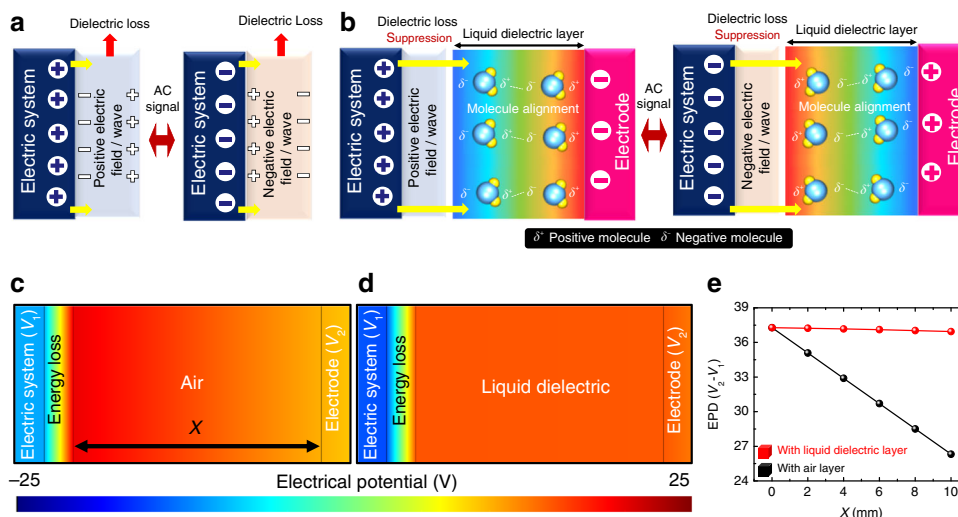 a
Dielectric loss
Dielectric Loss
Electric system
Positive electric
field / wave
AC
signal
Electric system
Negative electric
field / wave
b
Dielectric loss
Suppression
Liquid dielectric layer
Electric system
Positive electric
field / wave
Molecule alignment
δ⁻ δ⁺ δ⁻ δ⁺
δ⁻ δ⁺ δ⁻ δ⁺
δ⁻ δ⁺ δ⁻ δ⁺
Electrode
AC
signal
Dielectric loss
Suppression
Liquid dielectric layer
Electric system
Negative electric
field / wave
Molecule alignment
Electrode
δ⁺ Positive molecule δ⁻ Negative molecule
c
Electric system (V₁)
Energy loss
Air
X
Electrode (V₂)
d
Electric system (V₁)
Energy loss
Liquid dielectric
Electrode (V₂)
–25
Electrical potential (V)
25
e
EPD (V₂-V₁)
39
36
33
30
27
24
With liquid dielectric layer
With air layer
0 2 4 6 8 10
X (mm)